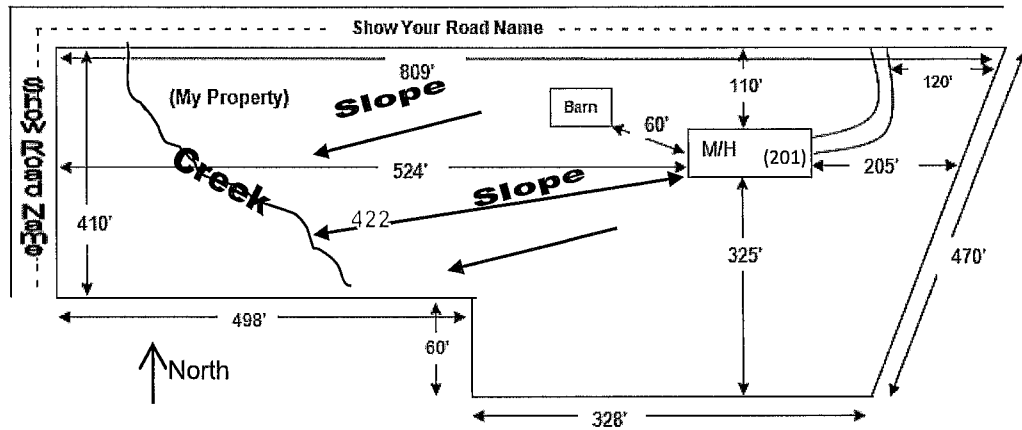 Show Your Road Name
Show Road Name
809'
(My Property)
Slope
110'
120'
Barn
60'
M/H
(201)
Creek
524'
205'
Slope
410'
422
325'
470'
498'
60'
North
328'